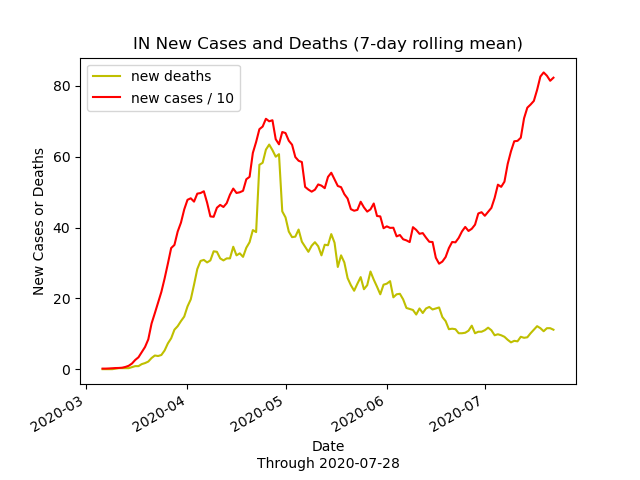 IN New Cases and Deaths (7-day rolling mean)
new deaths
new cases / 10
New Cases or Deaths
80
60
40
20
0
2020-03
2020-04
2020-05
2020-06
2020-07
Date
Through 2020-07-28